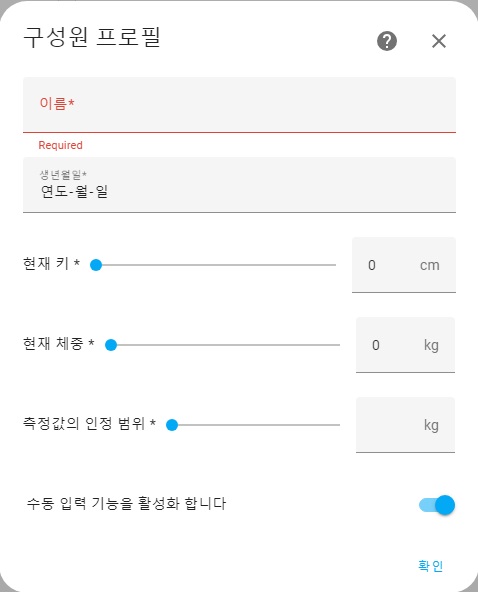 구성원 프로필
이름*
Required
생년월일*
연도-월-일
현재 키 * 0 cm
현재 체중 * 0 kg
측정값의 인정 범위 * kg
수동 입력 기능을 활성화 합니다
확인